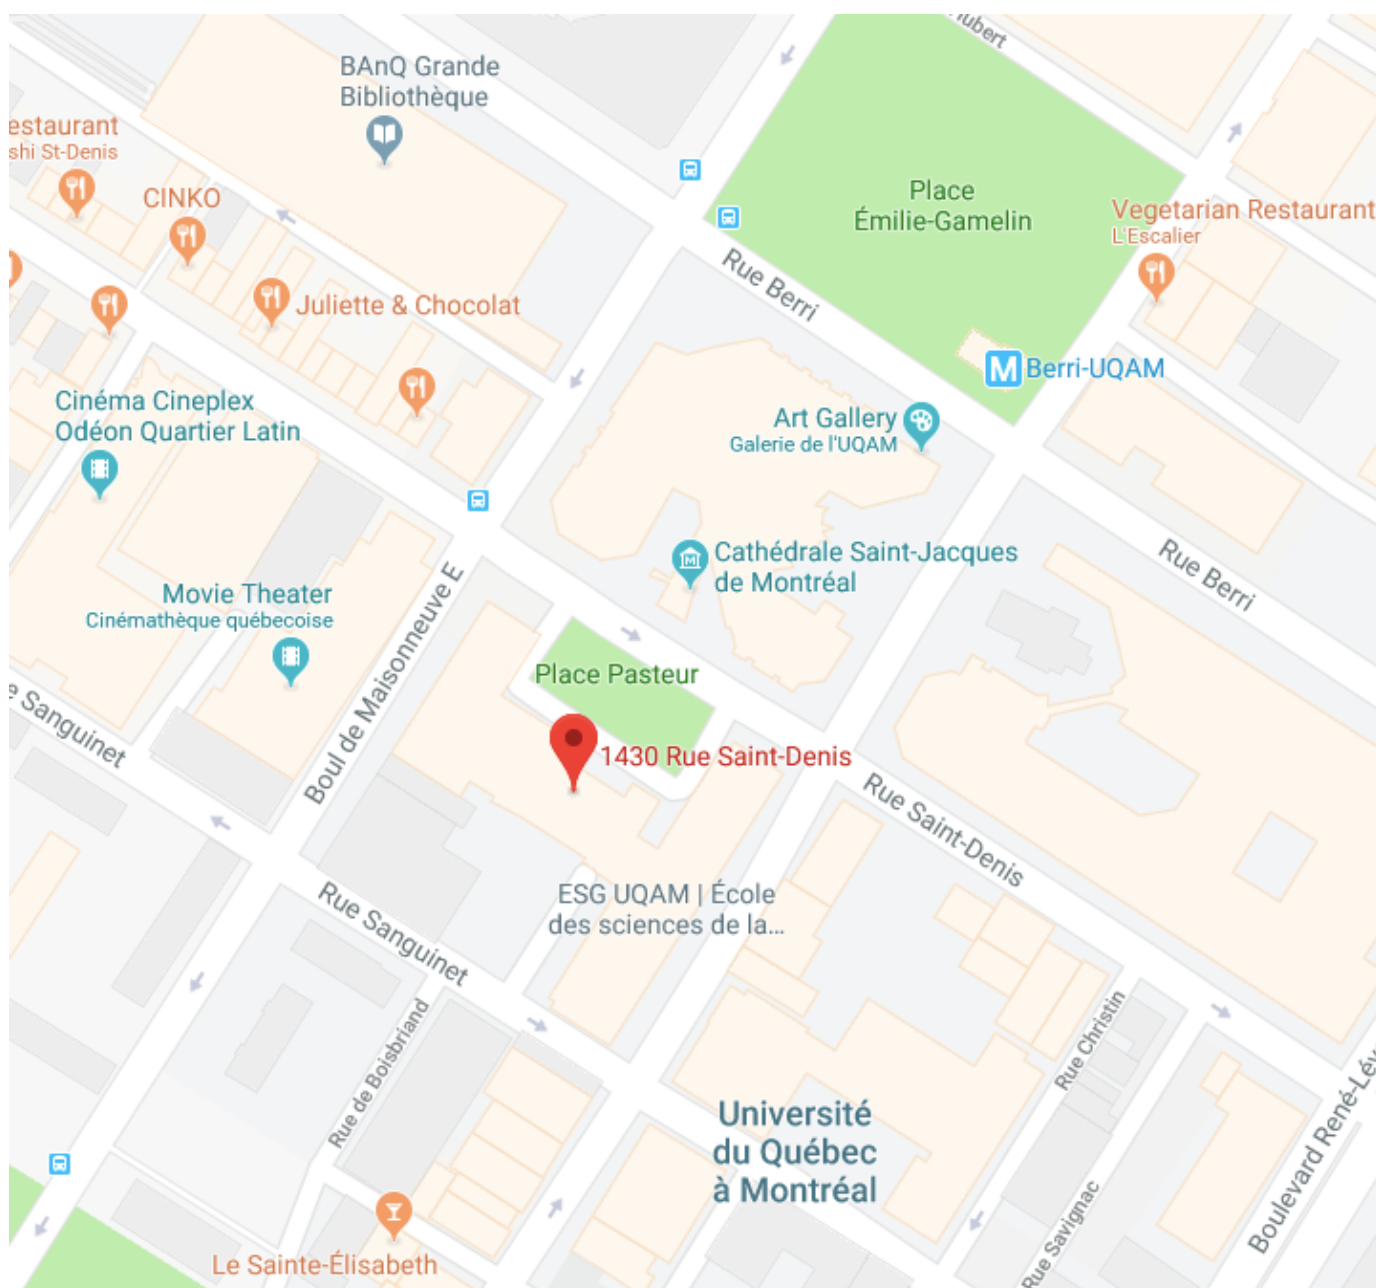 Hubert
BAnQ Grande
Bibliothèque
estaurant
shi St-Denis
CINKO
Place
Émilie-Gamelin
Vegetarian Restaurant
L'Escalier
Rue Berri
Juliette & Chocolat
M Berri-UQAM
Cinéma Cineplex
Odéon Quartier Latin
Art Gallery
Galerie de l'UQAM
Cathédrale Saint-Jacques
de Montréal
Rue Berri
Movie Theater
Cinémathèque québecoise
Boul de Maisonneuve E
Place Pasteur
e Sanguinet
1430 Rue Saint-Denis
Rue Saint-Denis
ESG UQAM | École
des sciences de la...
Rue Sanguinet
Rue de Boisbriand
Rue Christin
Université
du Québec
à Montréal
Boulevard René-Lév
Rue Savignac
Le Sainte-Élisabeth